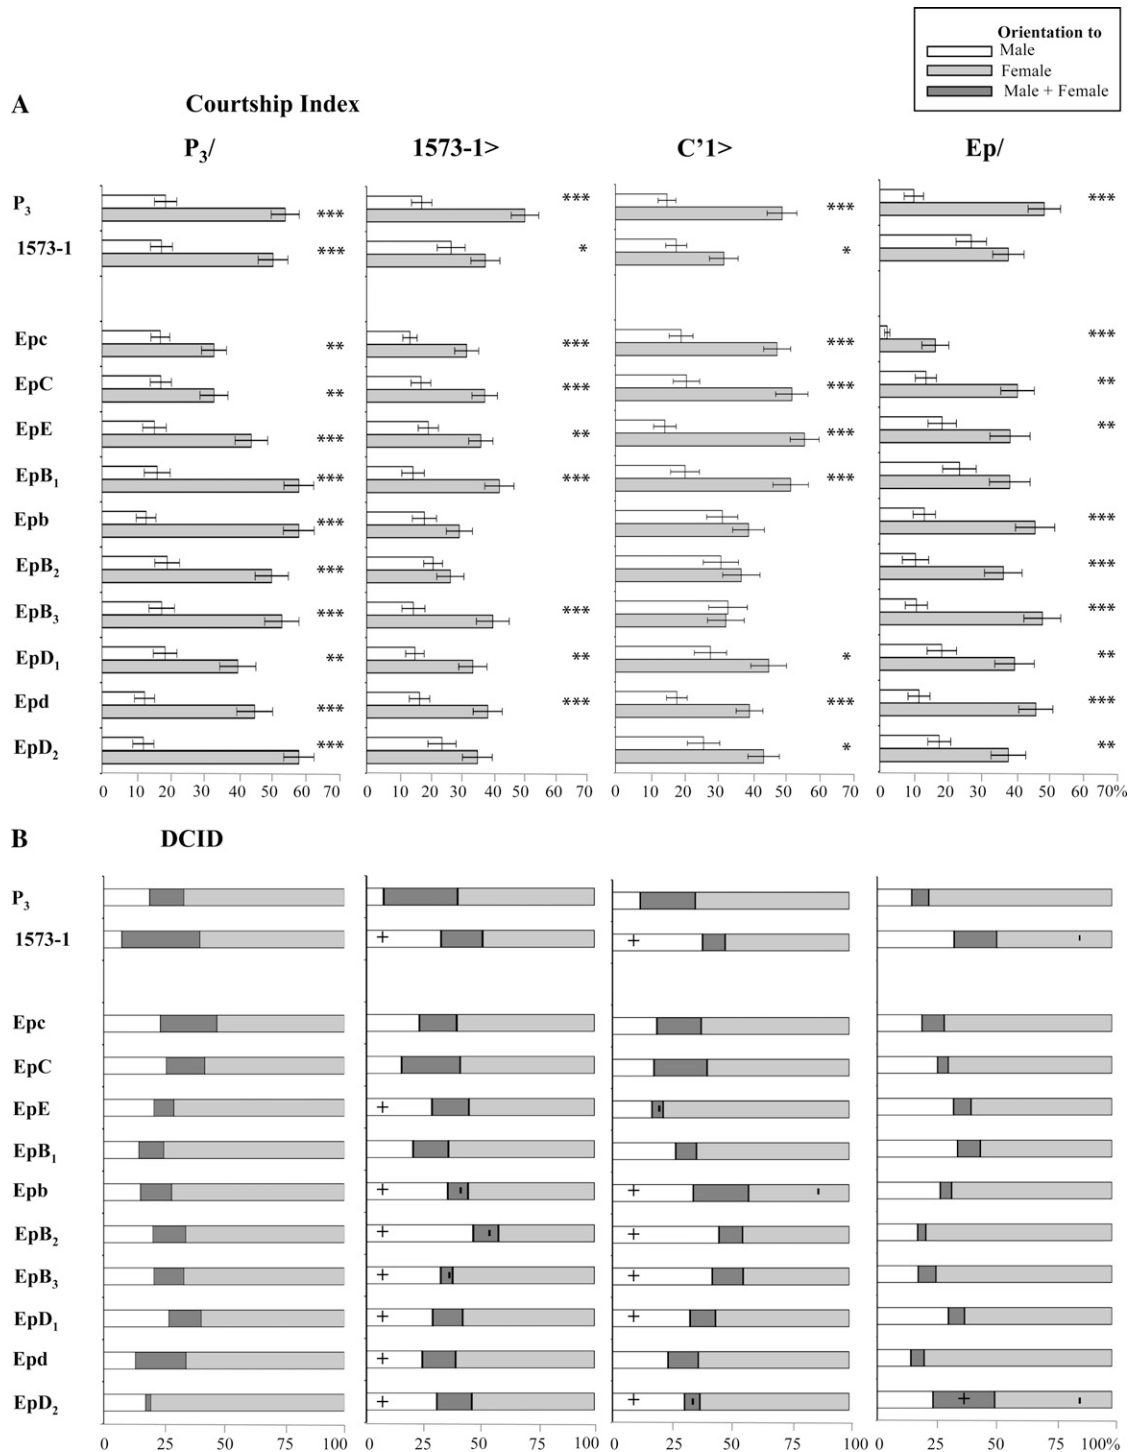 Orientation to
Male
Female
Male + Female
A Courtship Index
P3/ 1573-1> C'1> Ep/
P3 *** *** *** ***
1573-1 *** * *
Epc ** *** *** ***
EpC ** *** *** **
EpE *** ** *** **
EpB1 *** *** ***
Epb *** ***
EpB2 *** ***
EpB3 *** *** ***
EpD1 ** ** * **
Epd *** *** *** ***
EpD2 *** * **
0 10 20 30 40 50 60 70 0 10 20 30 40 50 60 70 0 10 20 30 40 50 60 70 0 10 20 30 40 50 60 70%
B DCID
P3
1573-1 + + -
Epc
EpC
EpE + -
EpB1
Epb + - + -
EpB2 + - +
EpB3 + - +
EpD1 + +
Epd +
EpD2 + + - + -
0 25 50 75 100 0 25 50 75 100 0 25 50 75 100 0 25 50 75 100%